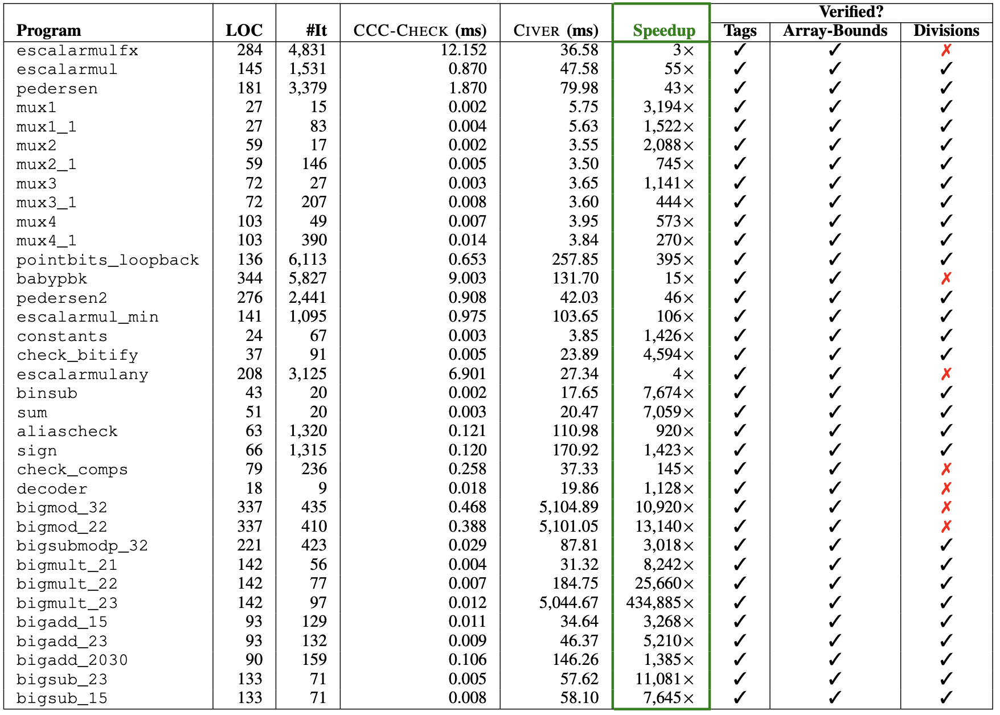 Verified?
Program LOC #It CCC-CHECK (ms) CIVER (ms) Speedup Tags Array-Bounds Divisions
escalarmulfx 284 4,831 12.152 36.58 3× ✓ ✓ ✗
escalarmul 145 1,531 0.870 47.58 55× ✓ ✓ ✓
pedersen 181 3,379 1.870 79.98 43× ✓ ✓ ✓
mux1 27 15 0.002 5.75 3,194× ✓ ✓ ✓
mux1_1 27 83 0.004 5.63 1,522× ✓ ✓ ✓
mux2 59 17 0.002 3.55 2,088× ✓ ✓ ✓
mux2_1 59 146 0.005 3.50 745× ✓ ✓ ✓
mux3 72 27 0.003 3.65 1,141× ✓ ✓ ✓
mux3_1 72 207 0.008 3.60 444× ✓ ✓ ✓
mux4 103 49 0.007 3.95 573× ✓ ✓ ✓
mux4_1 103 390 0.014 3.84 270× ✓ ✓ ✓
pointbits_loopback 136 6,113 0.653 257.85 395× ✓ ✓ ✓
babypbk 344 5,827 9.003 131.70 15× ✓ ✓ ✗
pedersen2 276 2,441 0.908 42.03 46× ✓ ✓ ✓
escalarmul_min 141 1,095 0.975 103.65 106× ✓ ✓ ✓
constants 24 67 0.003 3.85 1,426× ✓ ✓ ✓
check_bitify 37 91 0.005 23.89 4,594× ✓ ✓ ✓
escalarmulany 208 3,125 6.901 27.34 4× ✓ ✓ ✗
binsub 43 20 0.002 17.65 7,674× ✓ ✓ ✓
sum 51 20 0.003 20.47 7,059× ✓ ✓ ✓
aliascheck 63 1,320 0.121 110.98 920× ✓ ✓ ✓
sign 66 1,315 0.120 170.92 1,423× ✓ ✓ ✓
check_comps 79 236 0.258 37.33 145× ✓ ✓ ✗
decoder 18 9 0.018 19.86 1,128× ✓ ✓ ✗
bigmod_32 337 435 0.468 5,104.89 10,920× ✓ ✓ ✗
bigmod_22 337 410 0.388 5,101.05 13,140× ✓ ✓ ✗
bigsubmodp_32 221 423 0.029 87.81 3,018× ✓ ✓ ✓
bigmult_21 142 56 0.004 31.32 8,242× ✓ ✓ ✓
bigmult_22 142 77 0.007 184.75 25,660× ✓ ✓ ✓
bigmult_23 142 97 0.012 5,044.67 434,885× ✓ ✓ ✓
bigadd_15 93 129 0.011 34.64 3,268× ✓ ✓ ✓
bigadd_23 93 132 0.009 46.37 5,210× ✓ ✓ ✓
bigadd_2030 90 159 0.106 146.26 1,385× ✓ ✓ ✓
bigsub_23 133 71 0.005 57.62 11,081× ✓ ✓ ✓
bigsub_15 133 71 0.008 58.10 7,645× ✓ ✓ ✓